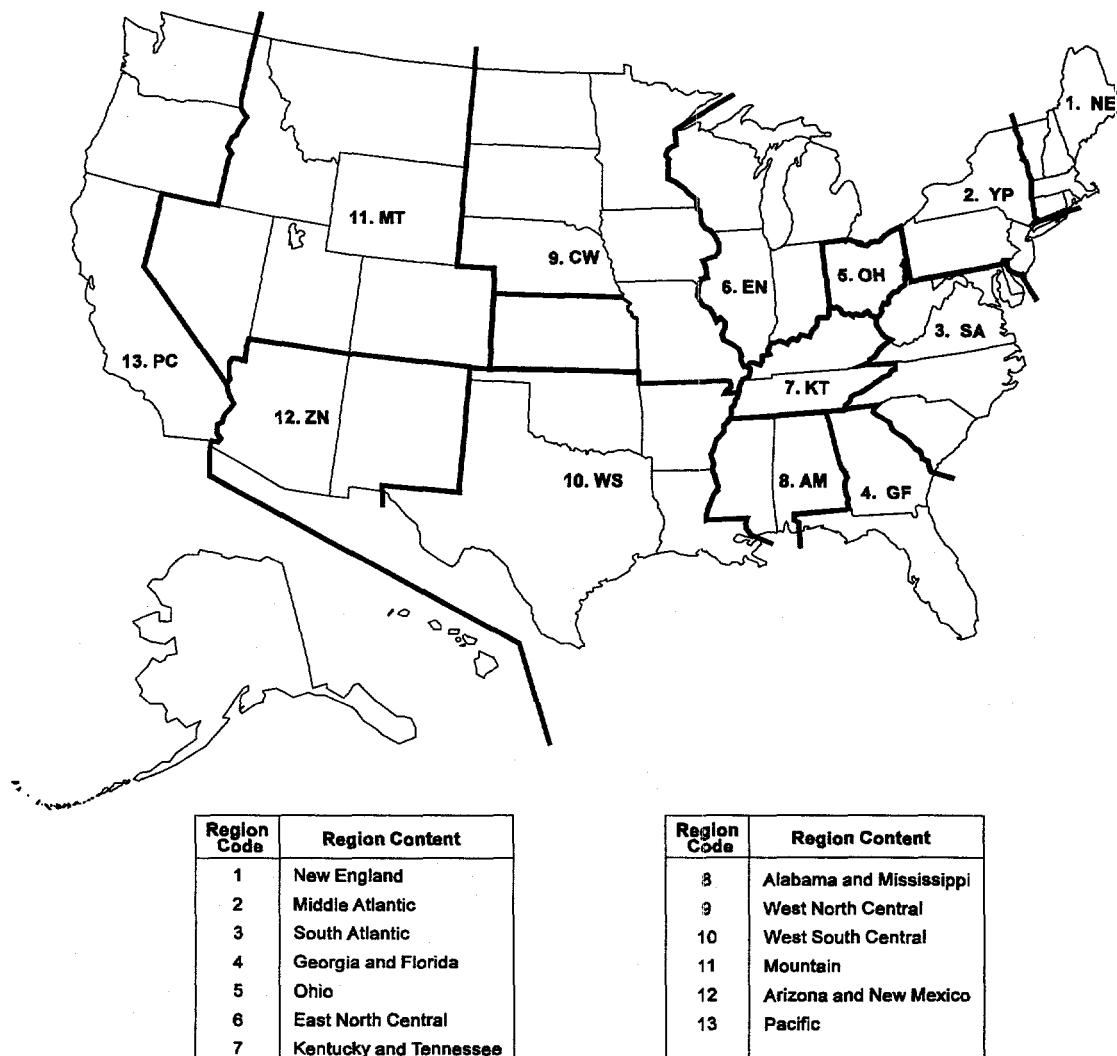 1. NE
2. YP
11. MT
9. CW
6. EN
5. OH
3. SA
13. PC
7. KT
12. ZN
10. WS
8. AM
4. GF
Region Code
Region Content
1
New England
2
Middle Atlantic
3
South Atlantic
4
Georgia and Florida
5
Ohio
6
East North Central
7
Kentucky and Tennessee
Region Code
Region Content
8
Alabama and Mississippi
9
West North Central
10
West South Central
11
Mountain
12
Arizona and New Mexico
13
Pacific